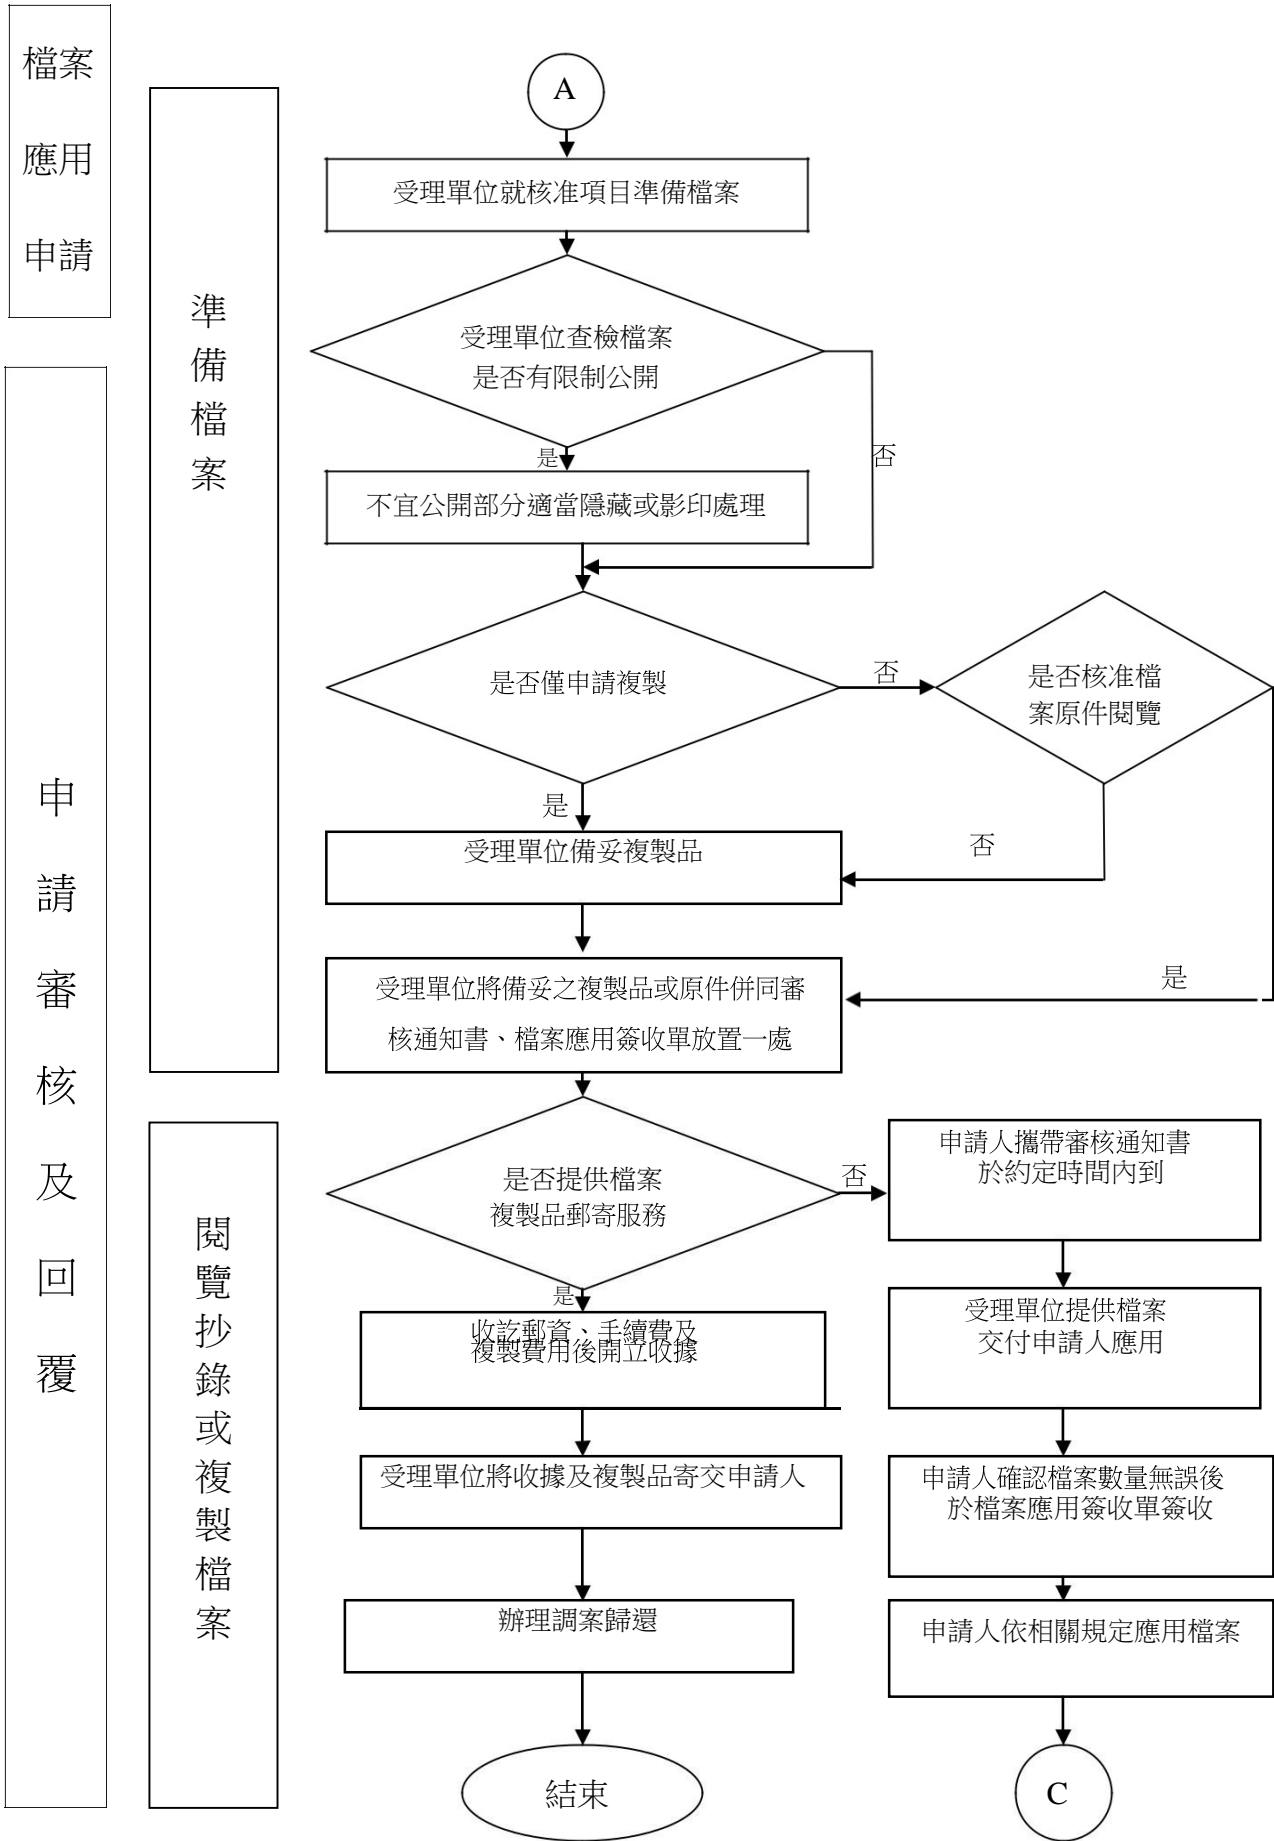 檔案
應用
申請
申
請
審
核
及
回
覆
準
備
檔
案
閱
覽
抄
錄
或
複
製
檔
案
A
受理單位就核准項目準備檔案
受理單位查檢檔案
是否有限制公開
是
否
不宜公開部分適當隱藏或影印處理
是否僅申請複製
否
是否核准檔
案原件閱覽
是
受理單位備妥複製品
否
受理單位將備妥之複製品或原件併同審
核通知書、檔案應用簽收單放置一處
是
是否提供檔案
複製品郵寄服務
否
是
收訖郵資、手續費及
複製費用後開立收據
受理單位將收據及複製品寄交申請人
辦理調案歸還
結束
申請人攜帶審核通知書
於約定時間內到
受理單位提供檔案
交付申請人應用
申請人確認檔案數量無誤後
於檔案應用簽收單簽收
申請人依相關規定應用檔案
C